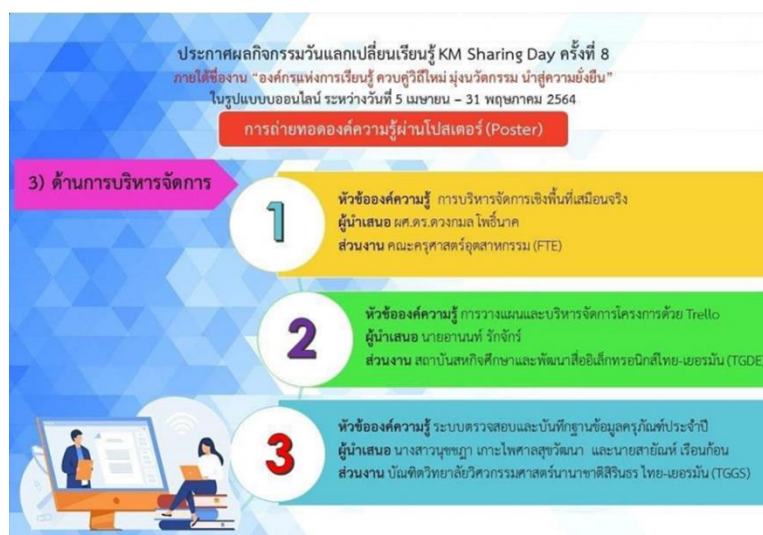 ประกาศผลกิจกรรมวันแลกเปลี่ยนเรียนรู้ KM Sharing Day ครั้งที่ 8
ภายใต้ชื่องาน “องค์กรแห่งการเรียนรู้ ควบคู่วิถีใหม่ มุ่งนวัตกรรม นำสู่ความยั่งยืน”
ในรูปแบบบออนไลน์ ระหว่างวันที่ 5 เมษายน – 31 พฤษภาคม 2564
การถ่ายทอดองค์ความรู้ผ่านโปสเตอร์ (Poster)
3) ด้านการบริหารจัดการ
1
หัวข้อองค์ความรู้ การบริหารจัดการเชิงพื้นที่เสมือนจริง
ผู้นำเสนอ ผศ.ดร.ดวงกมล โพธิ์นาค
ส่วนงาน คณะครุศาสตร์อุตสาหกรรม (FTE)
2
หัวข้อองค์ความรู้ การวางแผนและบริหารจัดการโครงการด้วย Trello
ผู้นำเสนอ นายอานนท์ รักจักร์
ส่วนงาน สถาบันสหกิจศึกษาและพัฒนาสื่ออิเล็กทรอนิกส์ไทย-เยอรมัน (TGDE)
3
หัวข้อองค์ความรู้ ระบบตรวจสอบและบันทึกฐานข้อมูลครุภัณฑ์ประจำปี
ผู้นำเสนอ นางสาวนุชชฎา เกาะไพศาลสุขวัฒนา และนายสายัณห์ เรือนก้อน
ส่วนงาน บัณฑิตวิทยาลัยวิศวกรรมศาสตร์นานาชาติสิรินธร ไทย-เยอรมัน (TGGS)